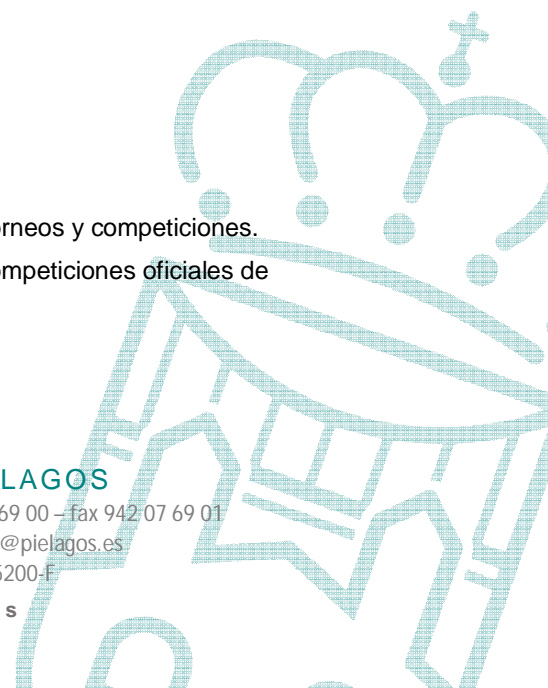 orneos y competiciones.
ompeticiones oficiales de
LAGOS
69 00 – fax 942 07 69 01
@pielagos.es
5200-F
s